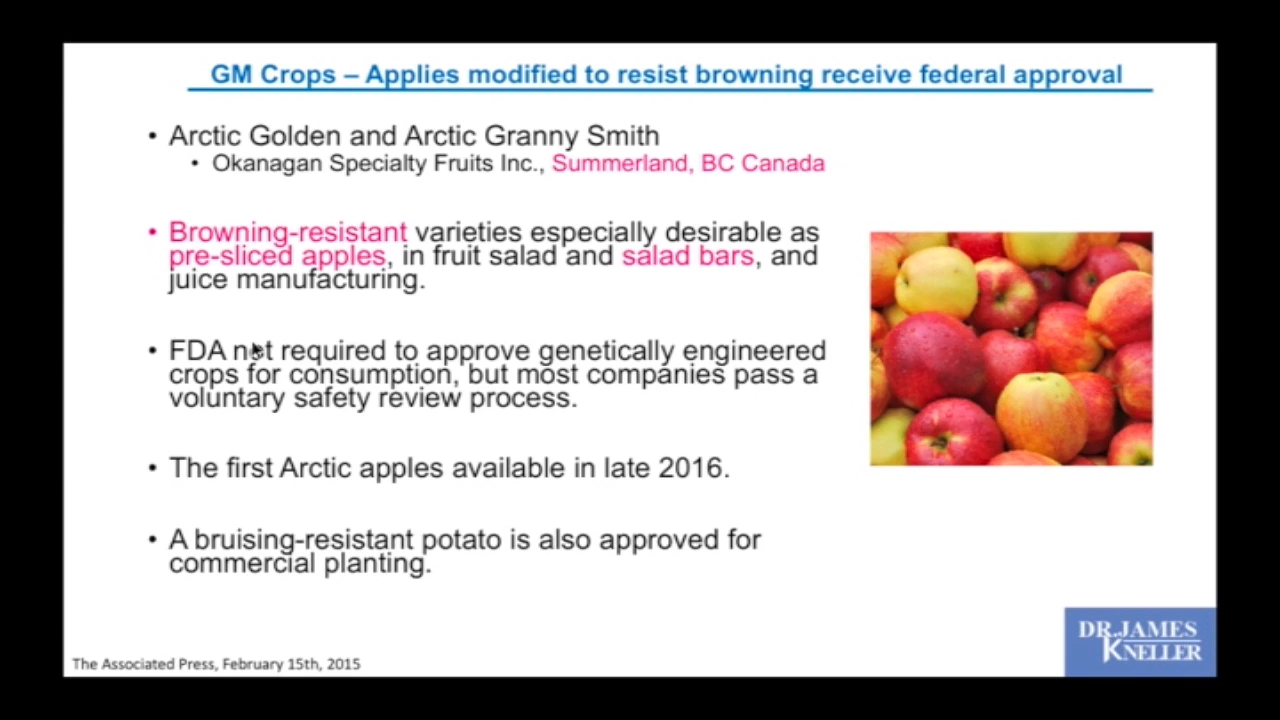 GM Crops – Applies modified to resist browning receive federal approval
• Arctic Golden and Arctic Granny Smith
• Okanagan Specialty Fruits Inc., Summerland, BC Canada
• Browning-resistant varieties especially desirable as
pre-sliced apples, in fruit salad and salad bars, and
juice manufacturing.
• FDA not required to approve genetically engineered
crops for consumption, but most companies pass a
voluntary safety review process.
• The first Arctic apples available in late 2016.
• A bruising-resistant potato is also approved for
commercial planting.
The Associated Press, February 15th, 2015
DR.JAMES
KNELLER